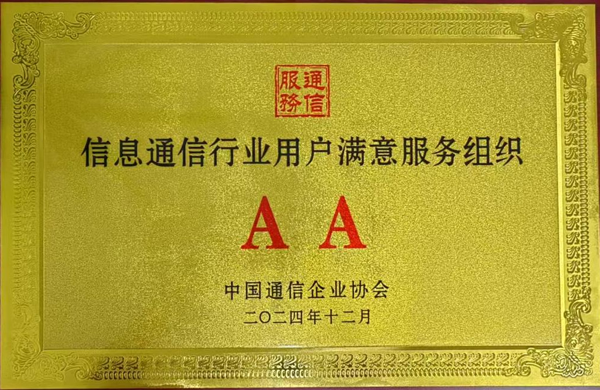 通信
服務
信息通信行业用户满意服务组织
A A
中国通信企业协会
二〇二四年十二月